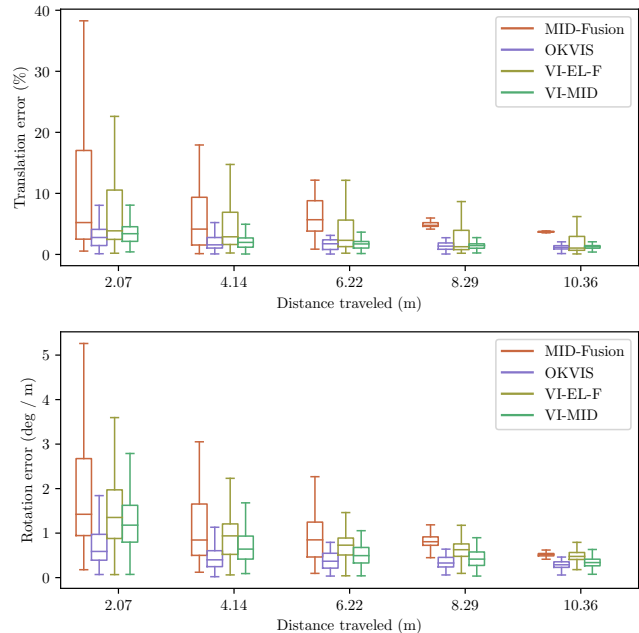 40
30
20
10
0
Translation error (%)
MID-Fusion
OKVIS
VI-EL-F
VI-MID
2.07 4.14 6.22 8.29 10.36
Distance traveled (m)
5
4
3
2
1
0
Rotation error (deg / m)
MID-Fusion
OKVIS
VI-EL-F
VI-MID
2.07 4.14 6.22 8.29 10.36
Distance traveled (m)